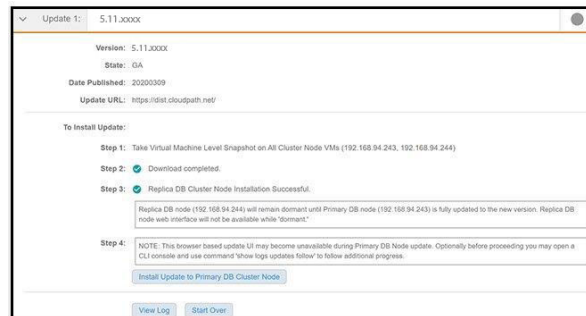 Update 1: 5.11.xxxx
Version: 5.11.xxxx
State: GA
Date Published: 20200309
Update URL: https://dist.cloudpath.net/
To Install Update:
Step 1: Take Virtual Machine Level Snapshot on All Cluster Node VMs (192.168.94.243, 192.168.94.244)
Step 2: Download completed.
Step 3: Replica DB Cluster Node Installation Successful.
Replica DB node (192.168.94.244) will remain dormant until Primary DB node (192.168.94.243) is fully updated to the new version. Replica DB
node web interface will not be available while "dormant."
Step 4: NOTE: This browser based update UI may become unavailable during Primary DB Node update. Optionally before proceeding you may open a
CLI console and use command 'show logs updates follow' to follow additional progress.
Install Update to Primary DB Cluster Node
View Log Start Over